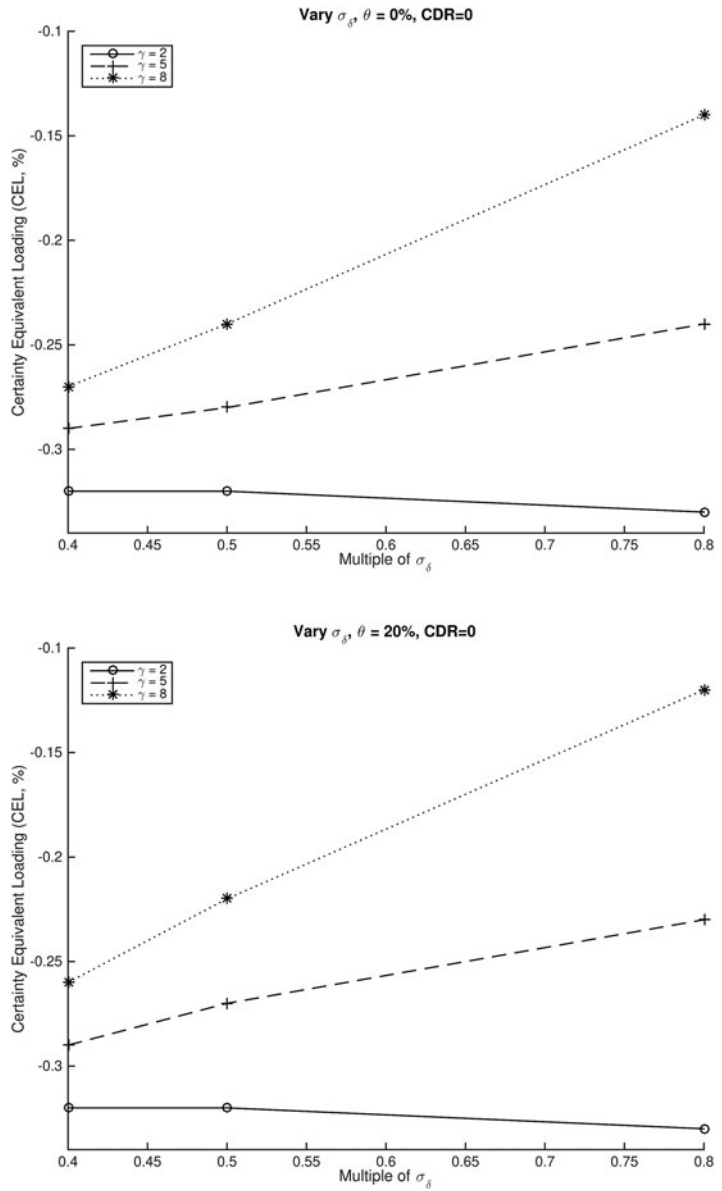 Vary σδ, θ = 0%, CDR=0
-0.1
γ = 2
γ = 5
γ = 8
-0.15
-0.2
-0.25
-0.3
Certainty Equivalent Loading (CEL, %)
0.4 0.45 0.5 0.55 0.6 0.65 0.7 0.75 0.8
Multiple of σδ
Vary σδ, θ = 20%, CDR=0
-0.1
γ = 2
γ = 5
γ = 8
-0.15
-0.2
-0.25
-0.3
Certainty Equivalent Loading (CEL, %)
0.4 0.45 0.5 0.55 0.6 0.65 0.7 0.75 0.8
Multiple of σδ